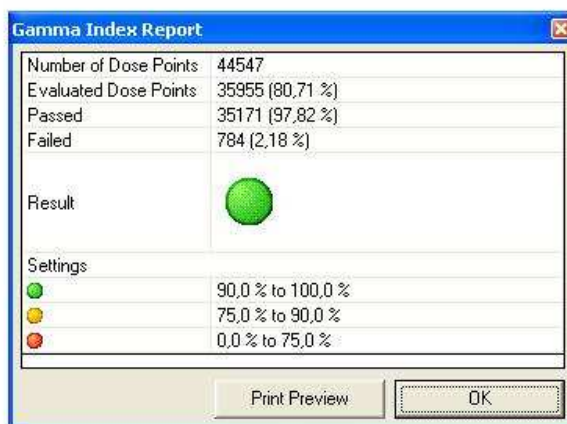 Gamma Index Report
Number of Dose Points 44547
Evaluated Dose Points 35955 (80,71 %)
Passed 35171 (97,82 %)
Failed 784 (2,18 %)
Result
Settings
90,0 % to 100,0 %
75,0 % to 90,0 %
0,0 % to 75,0 %
Print Preview OK